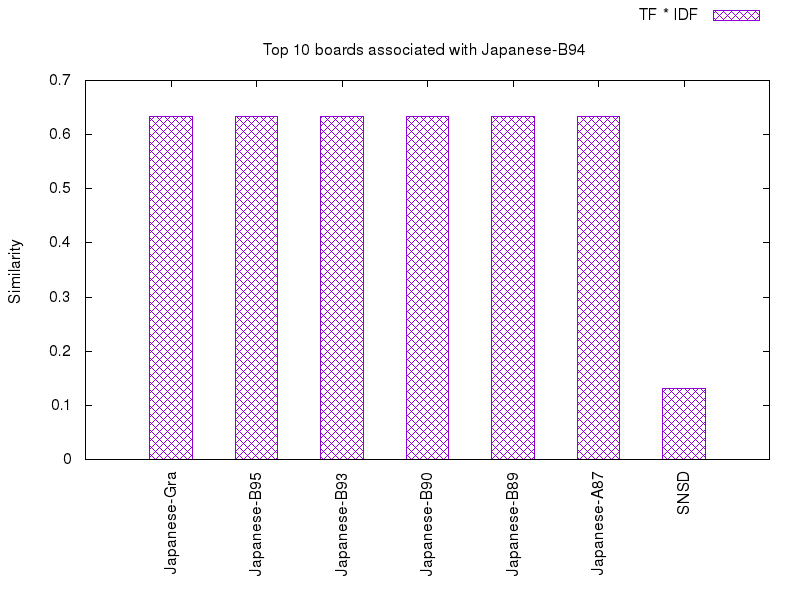 TF * IDF
Top 10 boards associated with Japanese-B94
Similarity
0.7
0.6
0.5
0.4
0.3
0.2
0.1
0
Japanese-Gra
Japanese-B95
Japanese-B93
Japanese-B90
Japanese-B89
Japanese-A87
SNSD